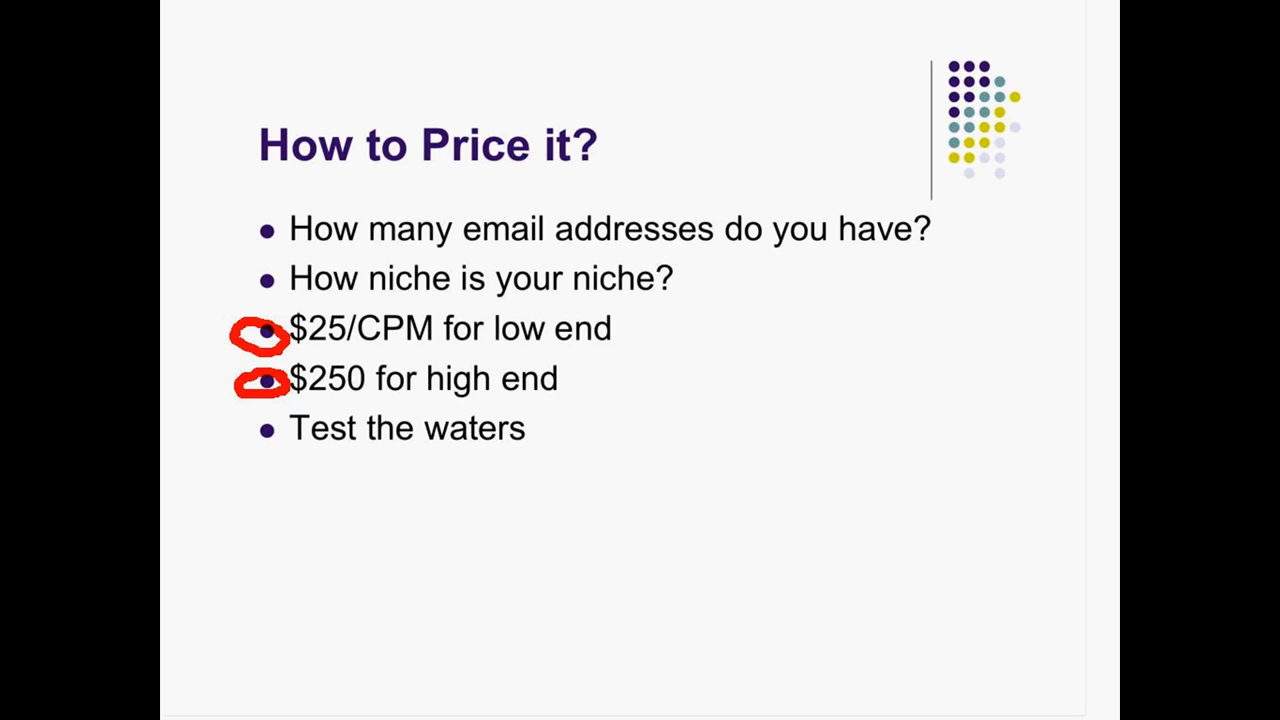 How to Price it?
How many email addresses do you have?
How niche is your niche?
$25/CPM for low end
$250 for high end
Test the waters